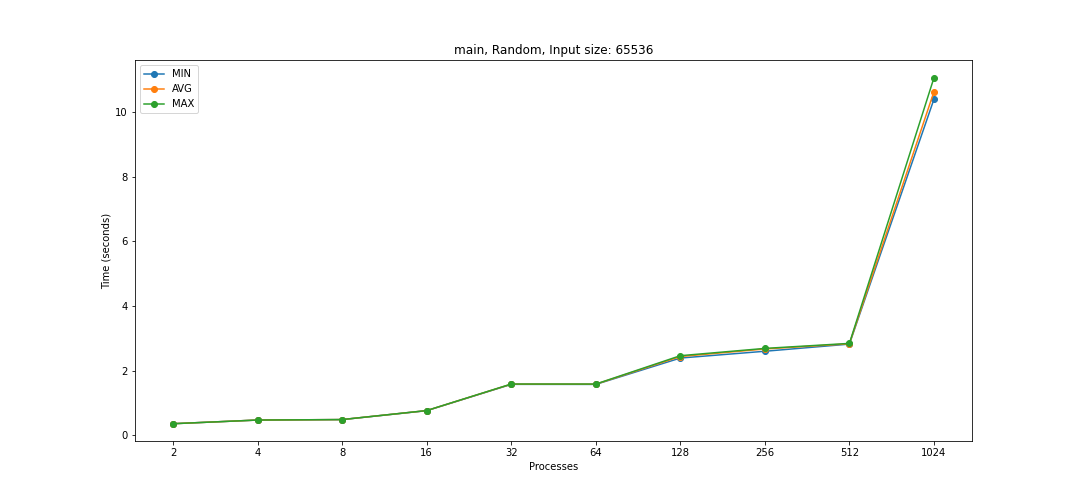 main, Random, Input size: 65536
MIN
AVG
MAX
10
8
6
4
2
0
Time (seconds)
2 4 8 16 32 64 128 256 512 1024
Processes